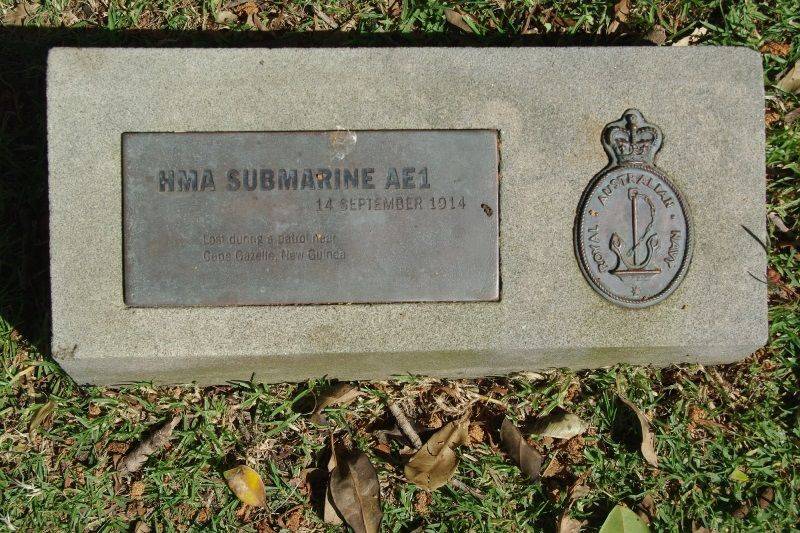 HMA SUBMARINE AE1
14 SEPTEMBER 1914
Lost during a patrol near
Cape Gazelle, New Guinea
ROYAL AUSTRALIAN NAVY